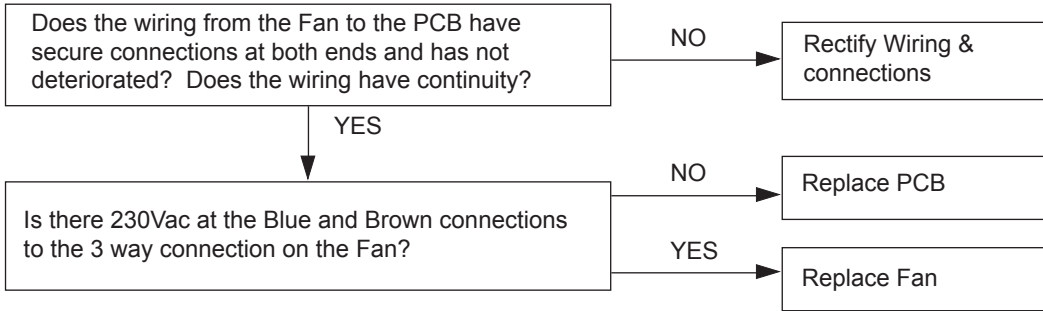 Does the wiring from the Fan to the PCB have
secure connections at both ends and has not
deteriorated?  Does the wiring have continuity?
NO
Rectify Wiring &
connections
YES
Is there 230Vac at the Blue and Brown connections
to the 3 way connection on the Fan?
NO
Replace PCB
YES
Replace Fan